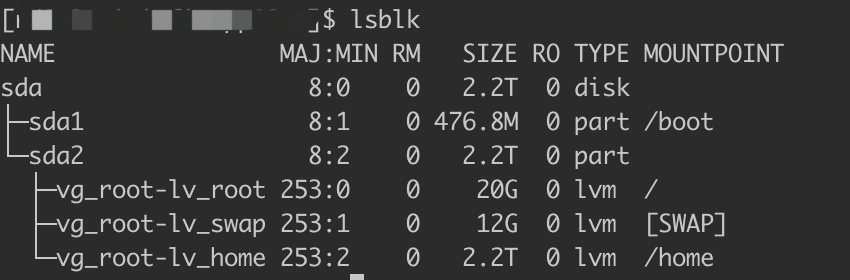 ]$ lsblk
NAME MAJ:MIN RM SIZE RO TYPE MOUNTPOINT
sda 8:0 0 2.2T 0 disk
├─sda1 8:1 0 476.8M 0 part /boot
└─sda2 8:2 0 2.2T 0 part
├─vg_root-lv_root 253:0 0 20G 0 lvm /
├─vg_root-lv_swap 253:1 0 12G 0 lvm [SWAP]
└─vg_root-lv_home 253:2 0 2.2T 0 lvm /home